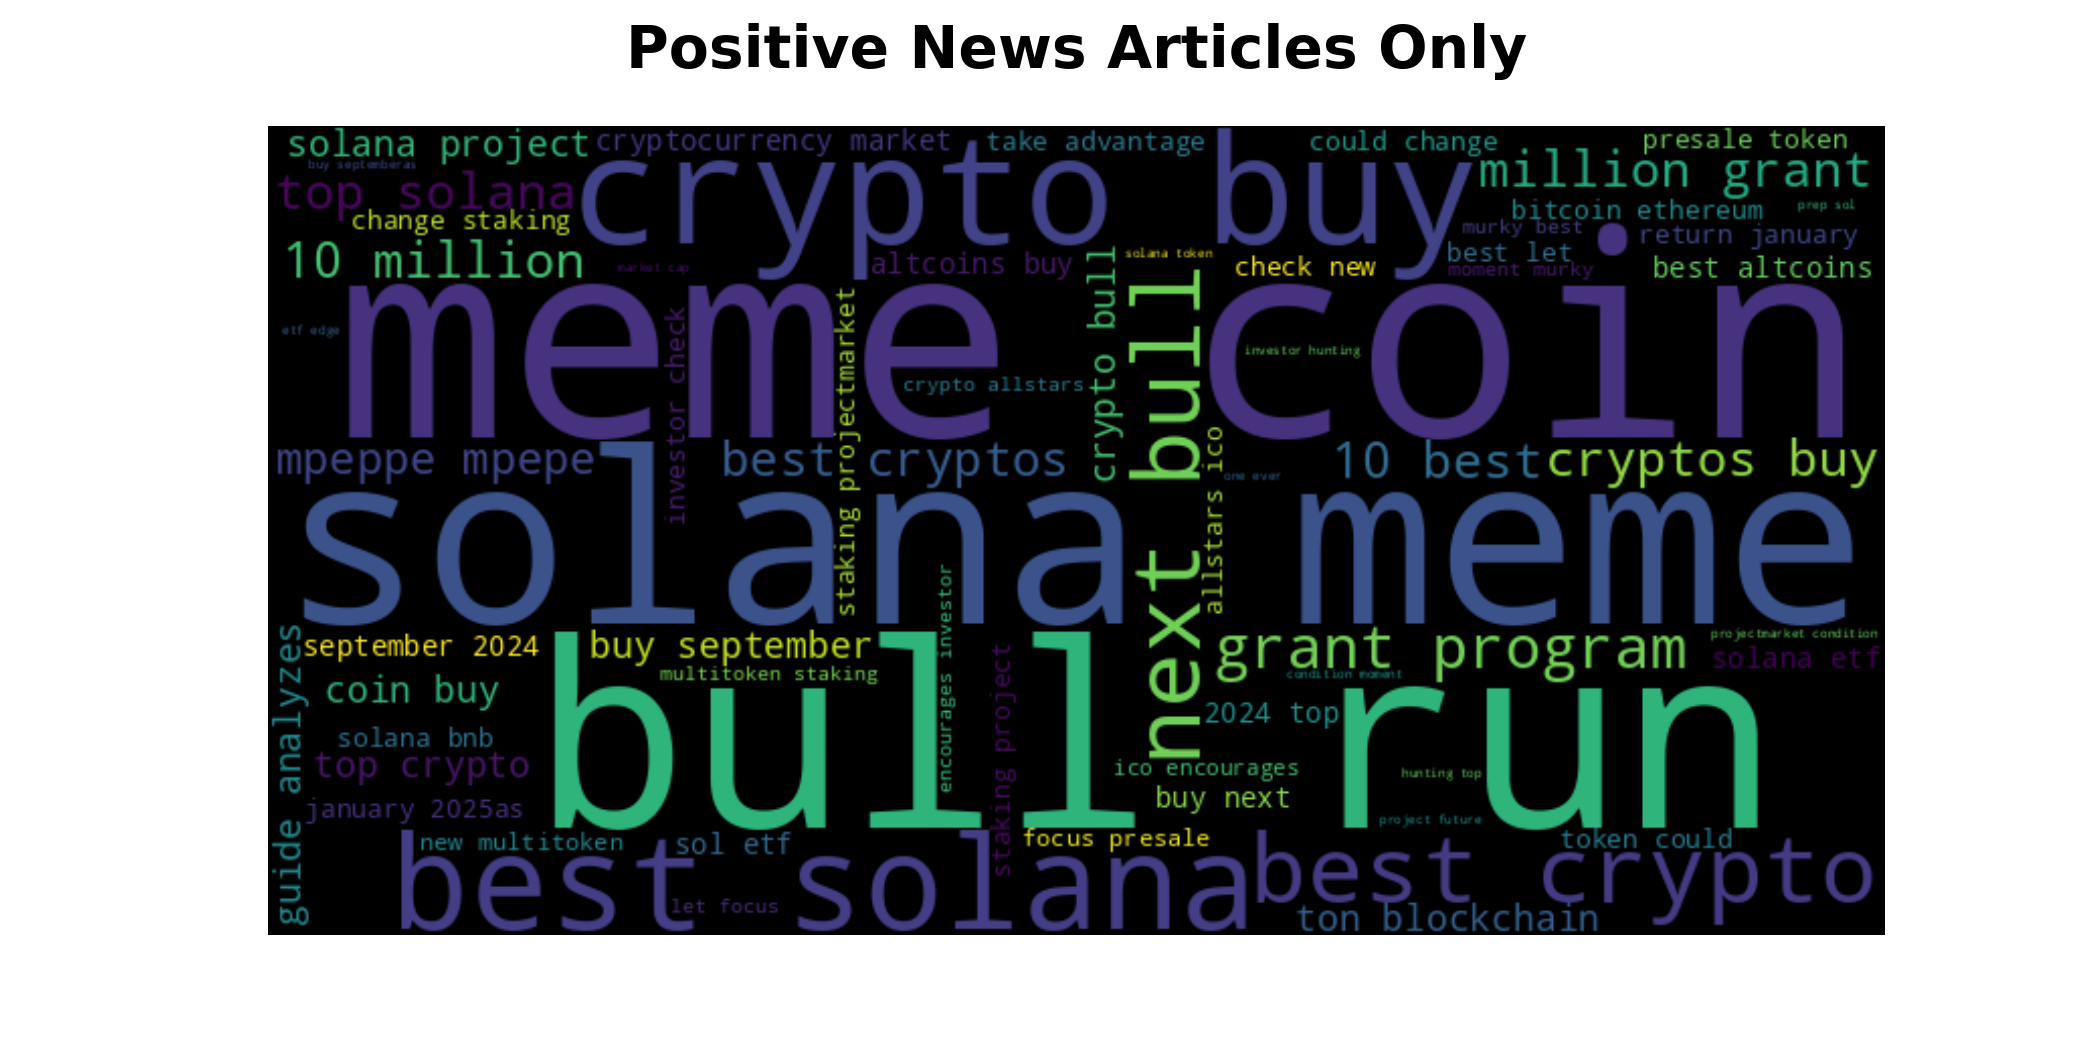 Positive News Articles Only
solana project
cryptocurrency market
take advantage
could change
presale token
buy septemberas
top solana
crypto buy
million grant
change staking
bitcoin ethereum
prep sol
murky best
return january
10 million
market cap
altcoins buy
solana token
check new
best let
moment murky
best altcoins
meme coin
etf edge
investor check
staking projectmarket
crypto allstars
crypto bull
next bull
investor hunting
mpeppe mpepe
best cryptos
allstars ico
one ever
10 best
cryptos buy
solana meme
september 2024
buy september
multitoken staking
encourages investor
grant program
projectmarket condition
solana etf
condition moment
guide analyzes
coin buy
bull run
2024 top
solana bnb
top crypto
staking project
ico encourages
hunting top
buy next
january 2025as
project future
new multitoken
sol etf
focus presale
token could
best solana
best crypto
let focus
ton blockchain